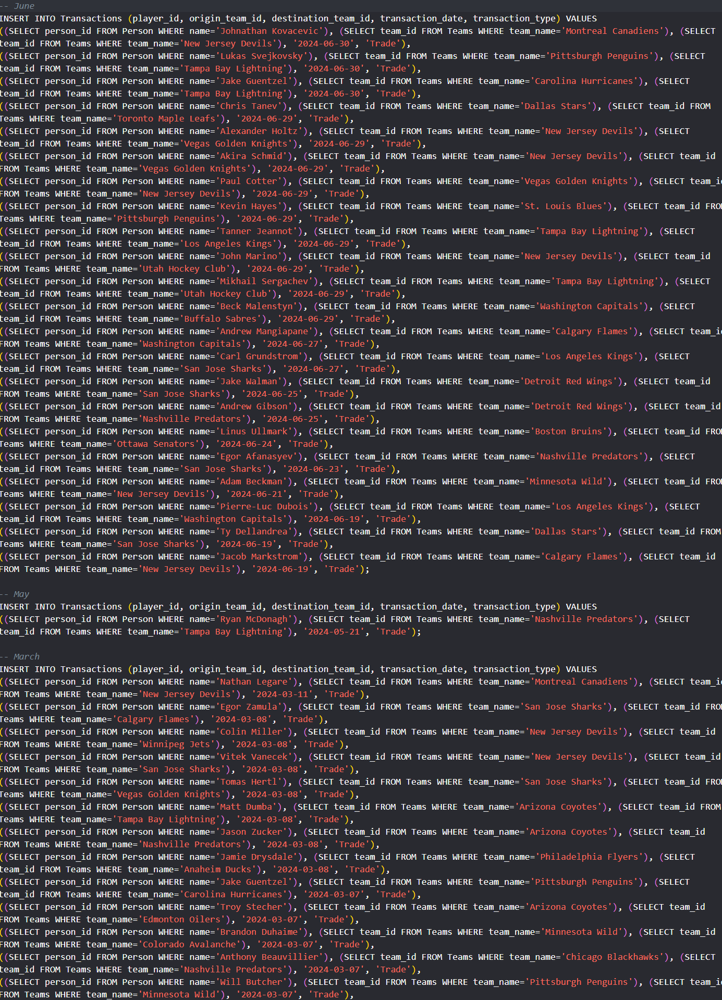 -- June
INSERT INTO Transactions (player_id, origin_team_id, destination_team_id, transaction_date, transaction_type) VALUES
((SELECT person_id FROM Person WHERE name='Johnathan Kovacevic'), (SELECT team_id FROM Teams WHERE team_name='Montreal Canadiens'), (SELECT
team_id FROM Teams WHERE team_name='New Jersey Devils'), '2024-06-30', 'Trade'),
((SELECT person_id FROM Person WHERE name='Lukas Svejkovsky'), (SELECT team_id FROM Teams WHERE team_name='Pittsburgh Penguins'), (SELECT
team_id FROM Teams WHERE team_name='Tampa Bay Lightning'), '2024-06-30', 'Trade'),
((SELECT person_id FROM Person WHERE name='Jake Guentzel'), (SELECT team_id FROM Teams WHERE team_name='Carolina Hurricanes'), (SELECT
team_id FROM Teams WHERE team_name='Tampa Bay Lightning'), '2024-06-30', 'Trade'),
((SELECT person_id FROM Person WHERE name='Chris Tanev'), (SELECT team_id FROM Teams WHERE team_name='Dallas Stars'), (SELECT team_id FROM
Teams WHERE team_name='Toronto Maple Leafs'), '2024-06-29', 'Trade'),
((SELECT person_id FROM Person WHERE name='Alexander Holtz'), (SELECT team_id FROM Teams WHERE team_name='New Jersey Devils'), (SELECT
team_id FROM Teams WHERE team_name='Vegas Golden Knights'), '2024-06-29', 'Trade'),
((SELECT person_id FROM Person WHERE name='Akira Schmid'), (SELECT team_id FROM Teams WHERE team_name='New Jersey Devils'), (SELECT team_id
FROM Teams WHERE team_name='Vegas Golden Knights'), '2024-06-29', 'Trade'),
((SELECT person_id FROM Person WHERE name='Paul Cotter'), (SELECT team_id FROM Teams WHERE team_name='Vegas Golden Knights'), (SELECT team_id
FROM Teams WHERE team_name='New Jersey Devils'), '2024-06-29', 'Trade'),
((SELECT person_id FROM Person WHERE name='Kevin Hayes'), (SELECT team_id FROM Teams WHERE team_name='St. Louis Blues'), (SELECT team_id FROM
Teams WHERE team_name='Pittsburgh Penguins'), '2024-06-29', 'Trade'),
((SELECT person_id FROM Person WHERE name='Tanner Jeannot'), (SELECT team_id FROM Teams WHERE team_name='Tampa Bay Lightning'), (SELECT
team_id FROM Teams WHERE team_name='Los Angeles Kings'), '2024-06-29', 'Trade'),
((SELECT person_id FROM Person WHERE name='John Marino'), (SELECT team_id FROM Teams WHERE team_name='New Jersey Devils'), (SELECT team_id
FROM Teams WHERE team_name='Utah Hockey Club'), '2024-06-29', 'Trade'),
((SELECT person_id FROM Person WHERE name='Mikhail Sergachev'), (SELECT team_id FROM Teams WHERE team_name='Tampa Bay Lightning'), (SELECT
team_id FROM Teams WHERE team_name='Utah Hockey Club'), '2024-06-29', 'Trade'),
((SELECT person_id FROM Person WHERE name='Beck Malenstyn'), (SELECT team_id FROM Teams WHERE team_name='Washington Capitals'), (SELECT
team_id FROM Teams WHERE team_name='Buffalo Sabres'), '2024-06-29', 'Trade'),
((SELECT person_id FROM Person WHERE name='Andrew Mangiapane'), (SELECT team_id FROM Teams WHERE team_name='Calgary Flames'), (SELECT team_id
FROM Teams WHERE team_name='Washington Capitals'), '2024-06-27', 'Trade'),
((SELECT person_id FROM Person WHERE name='Carl Grundstrom'), (SELECT team_id FROM Teams WHERE team_name='Los Angeles Kings'), (SELECT
team_id FROM Teams WHERE team_name='San Jose Sharks'), '2024-06-27', 'Trade'),
((SELECT person_id FROM Person WHERE name='Jake Walman'), (SELECT team_id FROM Teams WHERE team_name='Detroit Red Wings'), (SELECT team_id
FROM Teams WHERE team_name='San Jose Sharks'), '2024-06-25', 'Trade'),
((SELECT person_id FROM Person WHERE name='Andrew Gibson'), (SELECT team_id FROM Teams WHERE team_name='Detroit Red Wings'), (SELECT team_id
FROM Teams WHERE team_name='Nashville Predators'), '2024-06-25', 'Trade'),
((SELECT person_id FROM Person WHERE name='Linus Ullmark'), (SELECT team_id FROM Teams WHERE team_name='Boston Bruins'), (SELECT team_id FROM
Teams WHERE team_name='Ottawa Senators'), '2024-06-24', 'Trade'),
((SELECT person_id FROM Person WHERE name='Egor Afanasyev'), (SELECT team_id FROM Teams WHERE team_name='Nashville Predators'), (SELECT
team_id FROM Teams WHERE team_name='San Jose Sharks'), '2024-06-23', 'Trade'),
((SELECT person_id FROM Person WHERE name='Adam Beckman'), (SELECT team_id FROM Teams WHERE team_name='Minnesota Wild'), (SELECT team_id FROM
Teams WHERE team_name='New Jersey Devils'), '2024-06-21', 'Trade'),
((SELECT person_id FROM Person WHERE name='Pierre-Luc Dubois'), (SELECT team_id FROM Teams WHERE team_name='Los Angeles Kings'), (SELECT
team_id FROM Teams WHERE team_name='Washington Capitals'), '2024-06-19', 'Trade'),
((SELECT person_id FROM Person WHERE name='Ty Dellandrea'), (SELECT team_id FROM Teams WHERE team_name='Dallas Stars'), (SELECT team_id FROM
Teams WHERE team_name='San Jose Sharks'), '2024-06-19', 'Trade'),
((SELECT person_id FROM Person WHERE name='Jacob Markstrom'), (SELECT team_id FROM Teams WHERE team_name='Calgary Flames'), (SELECT team_id
FROM Teams WHERE team_name='New Jersey Devils'), '2024-06-19', 'Trade');
-- May
INSERT INTO Transactions (player_id, origin_team_id, destination_team_id, transaction_date, transaction_type) VALUES
((SELECT person_id FROM Person WHERE name='Ryan McDonagh'), (SELECT team_id FROM Teams WHERE team_name='Nashville Predators'), (SELECT
team_id FROM Teams WHERE team_name='Tampa Bay Lightning'), '2024-05-21', 'Trade');
-- March
INSERT INTO Transactions (player_id, origin_team_id, destination_team_id, transaction_date, transaction_type) VALUES
((SELECT person_id FROM Person WHERE name='Nathan Legare'), (SELECT team_id FROM Teams WHERE team_name='Montreal Canadiens'), (SELECT team_id
FROM Teams WHERE team_name='New Jersey Devils'), '2024-03-11', 'Trade'),
((SELECT person_id FROM Person WHERE name='Egor Zamula'), (SELECT team_id FROM Teams WHERE team_name='San Jose Sharks'), (SELECT team_id FROM
Teams WHERE team_name='Calgary Flames'), '2024-03-08', 'Trade'),
((SELECT person_id FROM Person WHERE name='Colin Miller'), (SELECT team_id FROM Teams WHERE team_name='New Jersey Devils'), (SELECT team_id
FROM Teams WHERE team_name='Winnipeg Jets'), '2024-03-08', 'Trade'),
((SELECT person_id FROM Person WHERE name='Vitek Vanecek'), (SELECT team_id FROM Teams WHERE team_name='New Jersey Devils'), (SELECT team_id
FROM Teams WHERE team_name='San Jose Sharks'), '2024-03-08', 'Trade'),
((SELECT person_id FROM Person WHERE name='Tomas Hertl'), (SELECT team_id FROM Teams WHERE team_name='San Jose Sharks'), (SELECT team_id FROM
Teams WHERE team_name='Vegas Golden Knights'), '2024-03-08', 'Trade'),
((SELECT person_id FROM Person WHERE name='Matt Dumba'), (SELECT team_id FROM Teams WHERE team_name='Arizona Coyotes'), (SELECT team_id FROM
Teams WHERE team_name='Tampa Bay Lightning'), '2024-03-08', 'Trade'),
((SELECT person_id FROM Person WHERE name='Jason Zucker'), (SELECT team_id FROM Teams WHERE team_name='Arizona Coyotes'), (SELECT team_id
FROM Teams WHERE team_name='Nashville Predators'), '2024-03-08', 'Trade'),
((SELECT person_id FROM Person WHERE name='Jamie Drysdale'), (SELECT team_id FROM Teams WHERE team_name='Philadelphia Flyers'), (SELECT
team_id FROM Teams WHERE team_name='Anaheim Ducks'), '2024-03-08', 'Trade'),
((SELECT person_id FROM Person WHERE name='Jake Guentzel'), (SELECT team_id FROM Teams WHERE team_name='Pittsburgh Penguins'), (SELECT
team_id FROM Teams WHERE team_name='Carolina Hurricanes'), '2024-03-07', 'Trade'),
((SELECT person_id FROM Person WHERE name='Troy Stecher'), (SELECT team_id FROM Teams WHERE team_name='Arizona Coyotes'), (SELECT team_id
FROM Teams WHERE team_name='Edmonton Oilers'), '2024-03-07', 'Trade'),
((SELECT person_id FROM Person WHERE name='Brandon Duhaime'), (SELECT team_id FROM Teams WHERE team_name='Minnesota Wild'), (SELECT team_id
FROM Teams WHERE team_name='Colorado Avalanche'), '2024-03-07', 'Trade'),
((SELECT person_id FROM Person WHERE name='Anthony Beauvillier'), (SELECT team_id FROM Teams WHERE team_name='Chicago Blackhawks'), (SELECT
team_id FROM Teams WHERE team_name='Nashville Predators'), '2024-03-07', 'Trade'),
((SELECT person_id FROM Person WHERE name='Will Butcher'), (SELECT team_id FROM Teams WHERE team_name='Pittsburgh Penguins'), (SELECT team_id
FROM Teams WHERE team_name='Minnesota Wild'), '2024-03-07', 'Trade'),